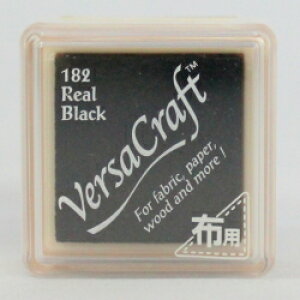 182
Real
Black
VersaCraft™
For fabric, paper,
wood and more !
布用